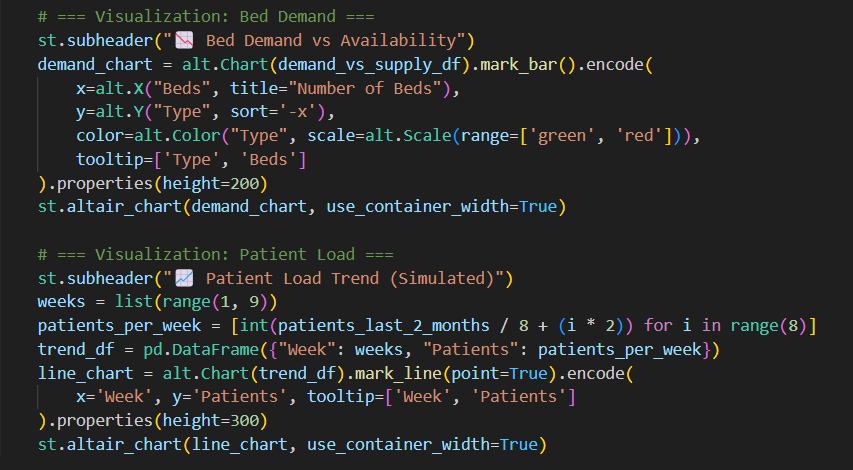 # === Visualization: Bed Demand ===
st.subheader("📉 Bed Demand vs Availability")
demand_chart = alt.Chart(demand_vs_supply_df).mark_bar().encode(
    x=alt.X("Beds", title="Number of Beds"),
    y=alt.Y("Type", sort='-x'),
    color=alt.Color("Type", scale=alt.Scale(range=['green', 'red'])),
    tooltip=['Type', 'Beds']
).properties(height=200)
st.altair_chart(demand_chart, use_container_width=True)

# === Visualization: Patient Load ===
st.subheader("📈 Patient Load Trend (Simulated)")
weeks = list(range(1, 9))
patients_per_week = [int(patients_last_2_months / 8 + (i * 2)) for i in range(8)]
trend_df = pd.DataFrame({"Week": weeks, "Patients": patients_per_week})
line_chart = alt.Chart(trend_df).mark_line(point=True).encode(
    x='Week', y='Patients', tooltip=['Week', 'Patients']
).properties(height=300)
st.altair_chart(line_chart, use_container_width=True)